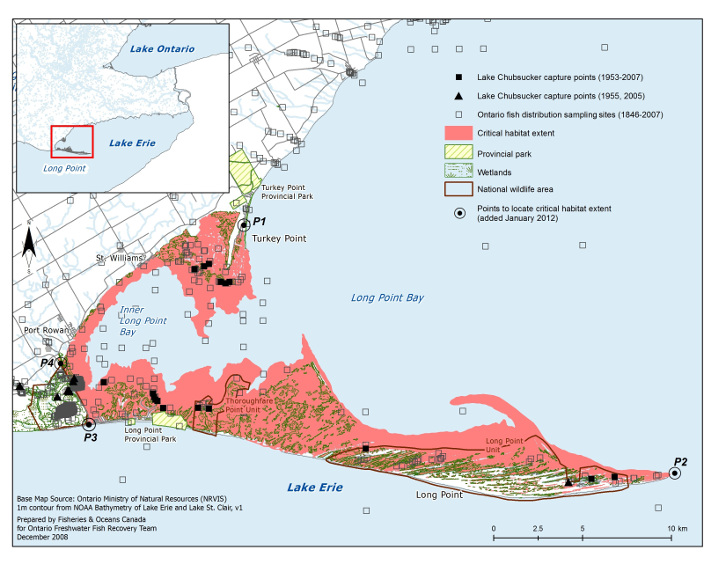 Lake Ontario
Lake Erie
Long Point
Lake Chubsucker capture points (1953-2007)
Lake Chubsucker capture points (1955, 2005)
Ontario fish distribution sampling sites (1846-2007)
Critical habitat extent
Provincial park
Wetlands
National wildlife area
Points to locate critical habitat extent
(added January 2012)
Turkey Point
Provincial Park
P1
Turkey Point
N
St. Williams
Long Point Bay
Inner
Long Point
Bay
Port Rowan
P4
Thoroughfare
Point Unit
P3
Long Point
Provincial Park
Long Point
Unit
P2
Long Point
Lake Erie
Base Map Source: Ontario Ministry of Natural Resources (NRVIS)
1m contour from NOAA Bathymetry of Lake Erie and Lake St. Clair, v1
Prepared by Fisheries & Oceans Canada
for Ontario Freshwater Fish Recovery Team
December 2008
0 2.5 5 10 km